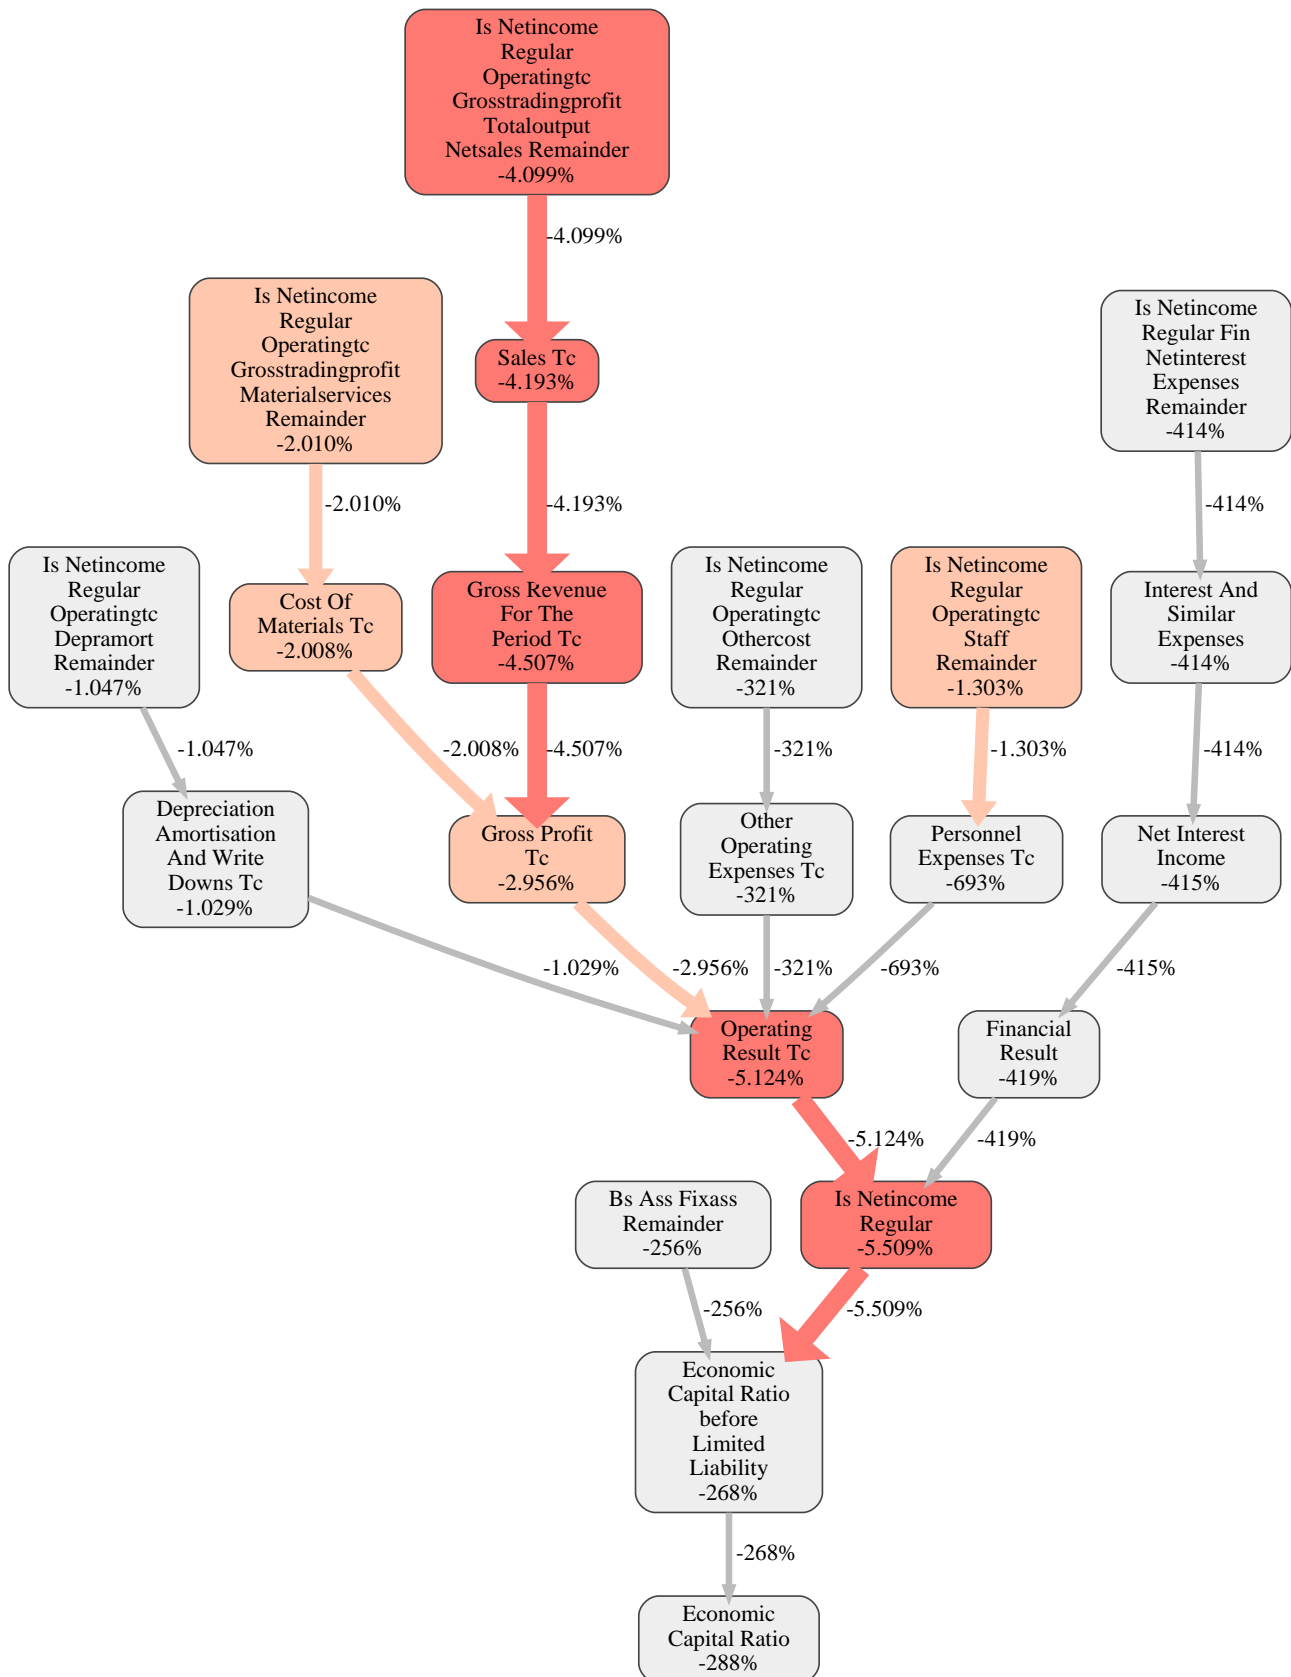 Is Netincome
Regular
Operatingtc
Grosstradingprofit
Totaloutput
Netsales Remainder
-4.099%
-4.099%
Is Netincome
Regular
Operatingtc
Grosstradingprofit
Materialservices
Remainder
-2.010%
Sales Tc
-4.193%
Is Netincome
Regular Fin
Netinterest
Expenses
Remainder
-414%
-2.010%
-4.193%
-414%
Is Netincome
Regular
Operatingtc
Depramort
Remainder
-1.047%
Cost Of
Materials Tc
-2.008%
Gross Revenue
For The
Period Tc
-4.507%
Is Netincome
Regular
Operatingtc
Othercost
Remainder
-321%
Is Netincome
Regular
Operatingtc
Staff
Remainder
-1.303%
Interest And
Similar
Expenses
-414%
-1.047%
-2.008%
-4.507%
-321%
-1.303%
-414%
Depreciation
Amortisation
And Write
Downs Tc
-1.029%
Gross Profit
Tc
-2.956%
Other
Operating
Expenses Tc
-321%
Personnel
Expenses Tc
-693%
Net Interest
Income
-415%
-1.029%
-2.956%
-321%
-693%
-415%
Operating
Result Tc
-5.124%
Financial
Result
-419%
-5.124%
-419%
Bs Ass Fixass
Remainder
-256%
Is Netincome
Regular
-5.509%
-256%
-5.509%
Economic
Capital Ratio
before
Limited
Liability
-268%
-268%
Economic
Capital Ratio
-288%